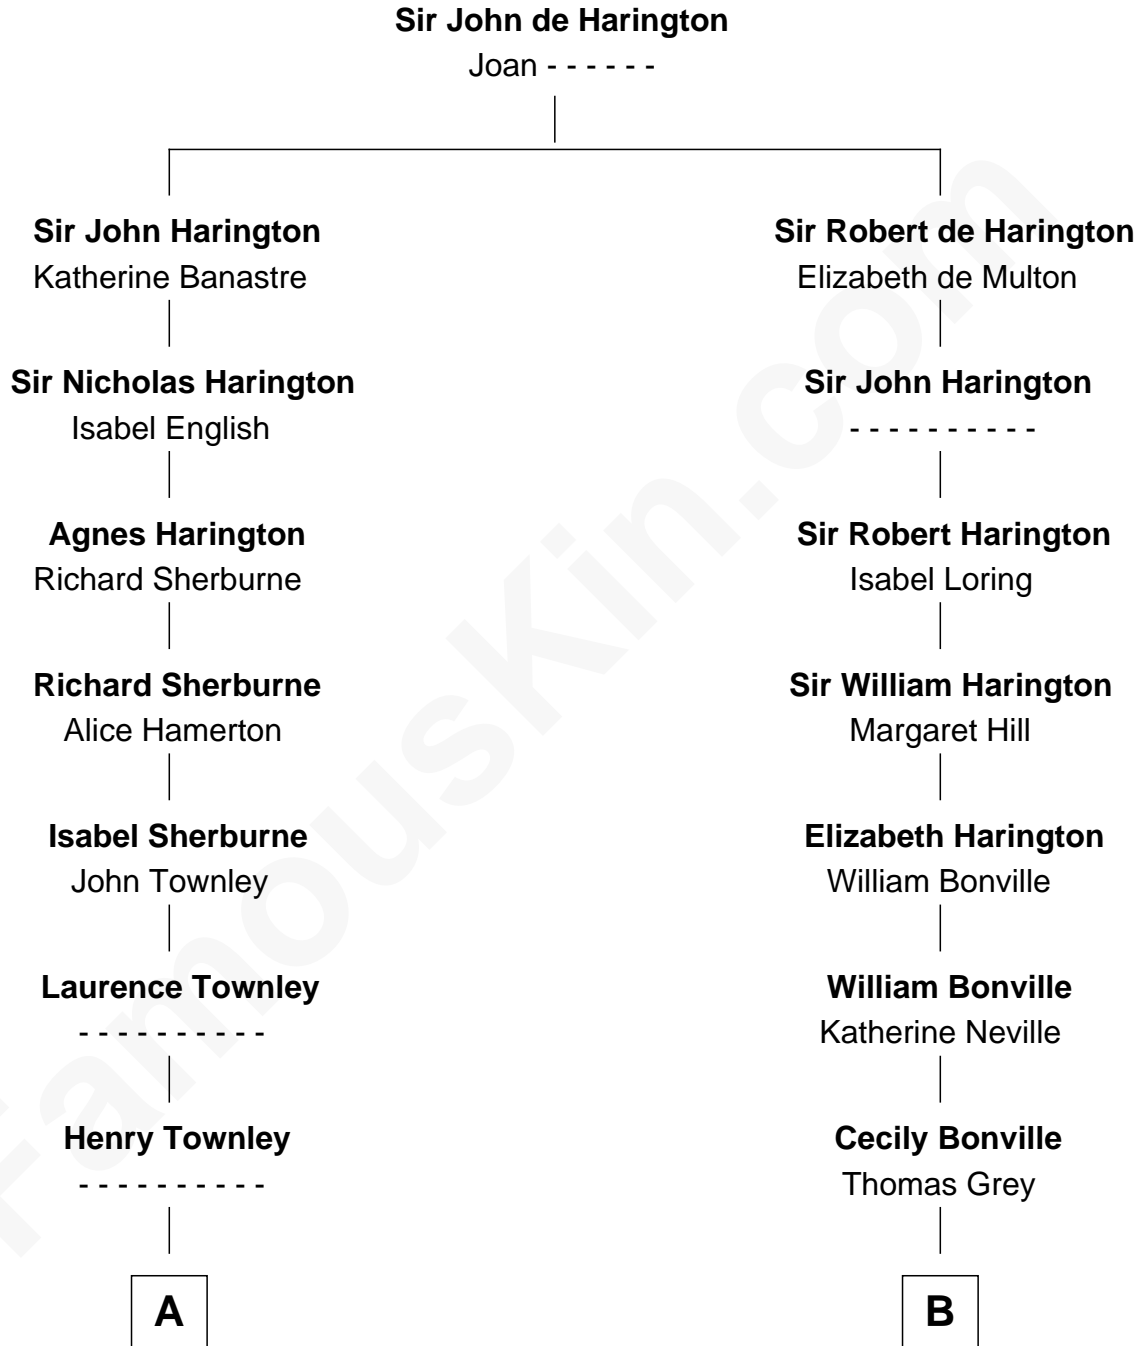 Sir John de Harington
Joan - - - - - -
Sir John Harington
Katherine Banastre
Sir Nicholas Harington
Isabel English
Agnes Harington
Richard Sherburne
Richard Sherburne
Alice Hamerton
Isabel Sherburne
John Townley
Laurence Townley
- - - - - - - - - -
Henry Townley
- - - - - - - - - -
A
Sir Robert de Harington
Elizabeth de Multon
Sir John Harington
- - - - - - - - - -
Sir Robert Harington
Isabel Loring
Sir William Harington
Margaret Hill
Elizabeth Harington
William Bonville
William Bonville
Katherine Neville
Cecily Bonville
Thomas Grey
B
FamousKin.com